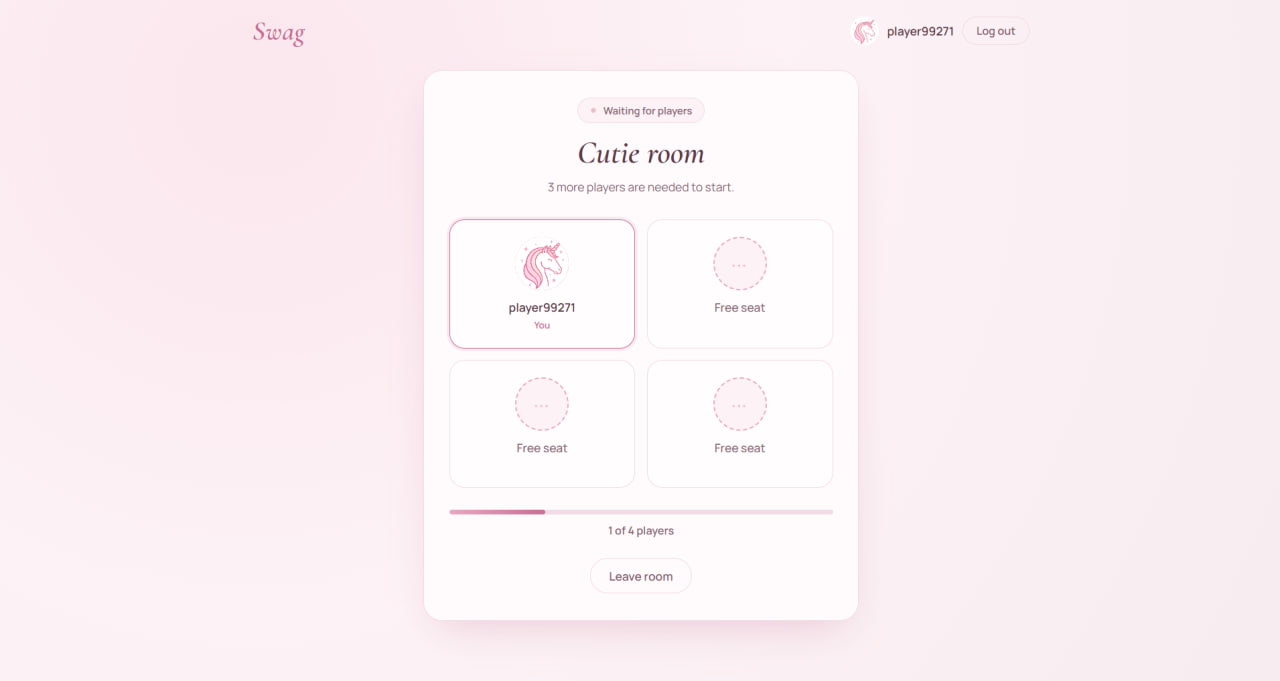 Swag
player99271
Log out
Waiting for players
Cutie room
3 more players are needed to start.
player99271
You
...
Free seat
...
Free seat
...
Free seat
1 of 4 players
Leave room